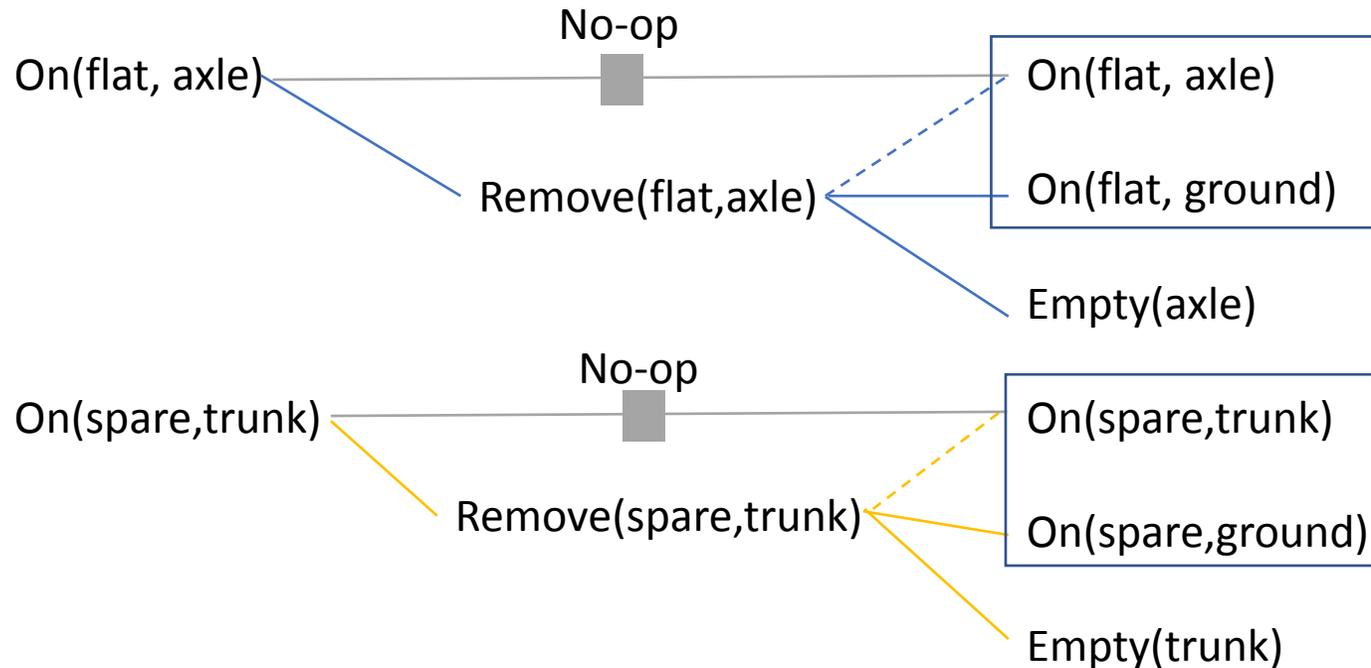 No-op
On(flat, axle)
On(flat, axle)
Remove(flat,axle)
On(flat, ground)
Empty(axle)
No-op
On(spare,trunk)
On(spare,trunk)
Remove(spare,trunk)
On(spare,ground)
Empty(trunk)